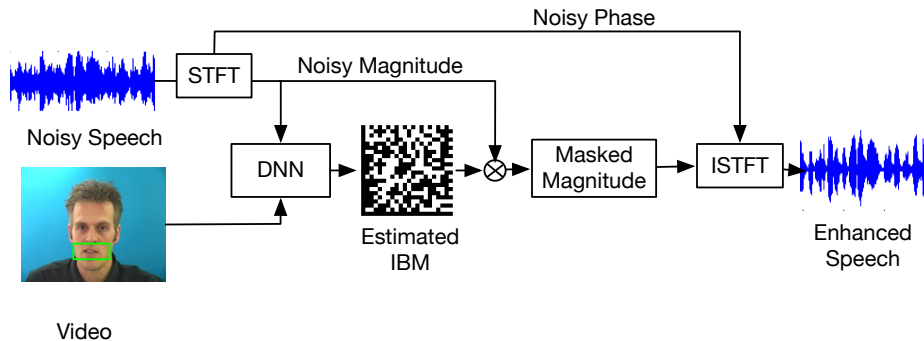 Noisy Phase
STFT
Noisy Magnitude
Noisy Speech
DNN
Masked
Magnitude
ISTFT
Estimated
IBM
Enhanced
Speech
Video